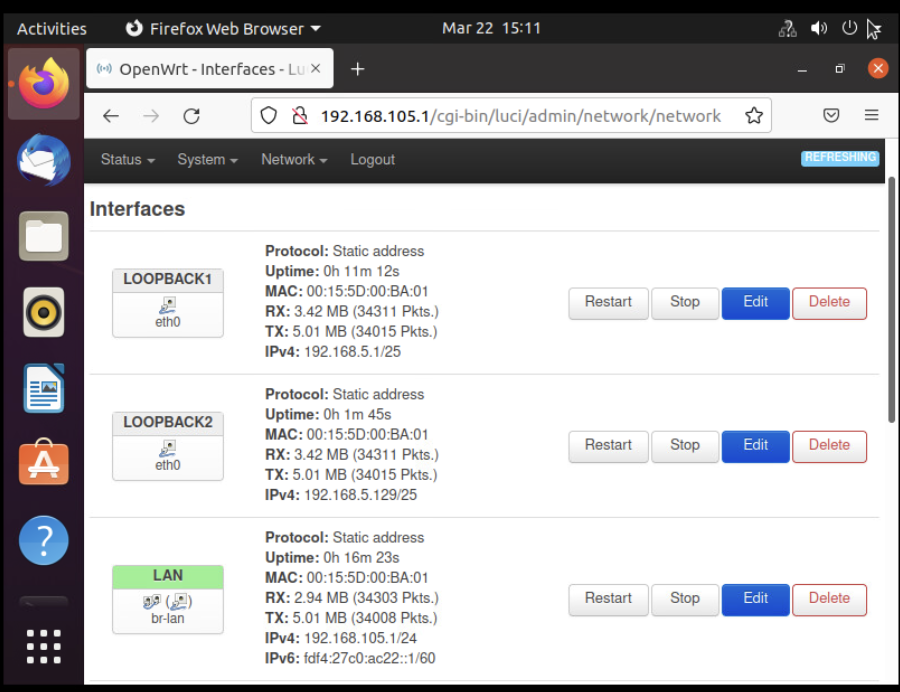 Activities
Firefox Web Browser
Mar 22 15:11
OpenWrt - Interfaces - Lu
192.168.105.1/cgi-bin/luci/admin/network/network
Status
System
Network
Logout
REFRESHING
Interfaces
LOOPBACK1
eth0
Protocol: Static address
Uptime: 0h 11m 12s
MAC: 00:15:5D:00:BA:01
RX: 3.42 MB (34311 Pkts.)
TX: 5.01 MB (34015 Pkts.)
IPv4: 192.168.5.1/25
Restart
Stop
Edit
Delete
LOOPBACK2
eth0
Protocol: Static address
Uptime: 0h 1m 45s
MAC: 00:15:5D:00:BA:01
RX: 3.42 MB (34311 Pkts.)
TX: 5.01 MB (34015 Pkts.)
IPv4: 192.168.5.129/25
Restart
Stop
Edit
Delete
LAN
br-lan
Protocol: Static address
Uptime: 0h 16m 23s
MAC: 00:15:5D:00:BA:01
RX: 2.94 MB (34303 Pkts.)
TX: 5.01 MB (34008 Pkts.)
IPv4: 192.168.105.1/24
IPv6: fdf4:27c0:ac22::1/60
Restart
Stop
Edit
Delete